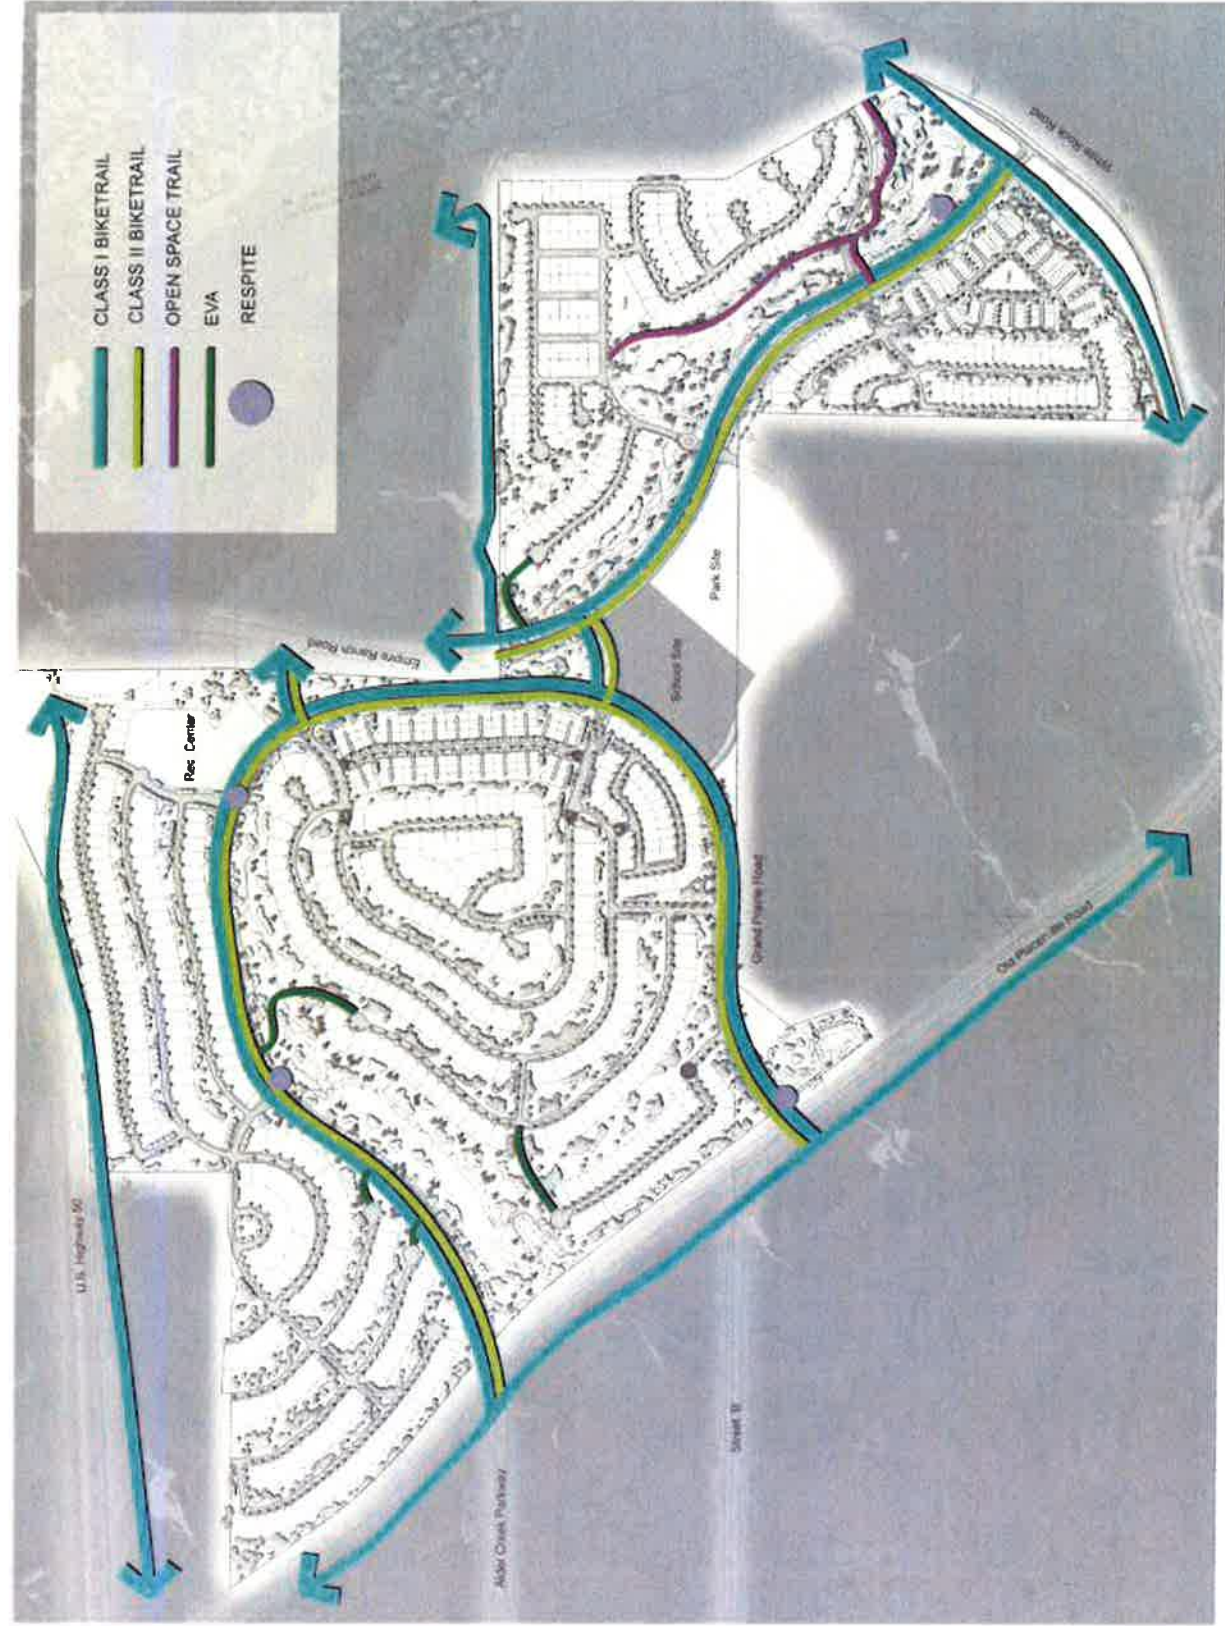 CLASS I BIKETRAIL
CLASS II BIKETRAIL
OPEN SPACE TRAIL
EVA
RESPITE
White Rock Road
Empire Ranch Road
Rec Center
Park Site
School Site
Grand Prairie Road
Old Placerville Road
U.S. Highway 50
Street B
Alder Creek Parkway